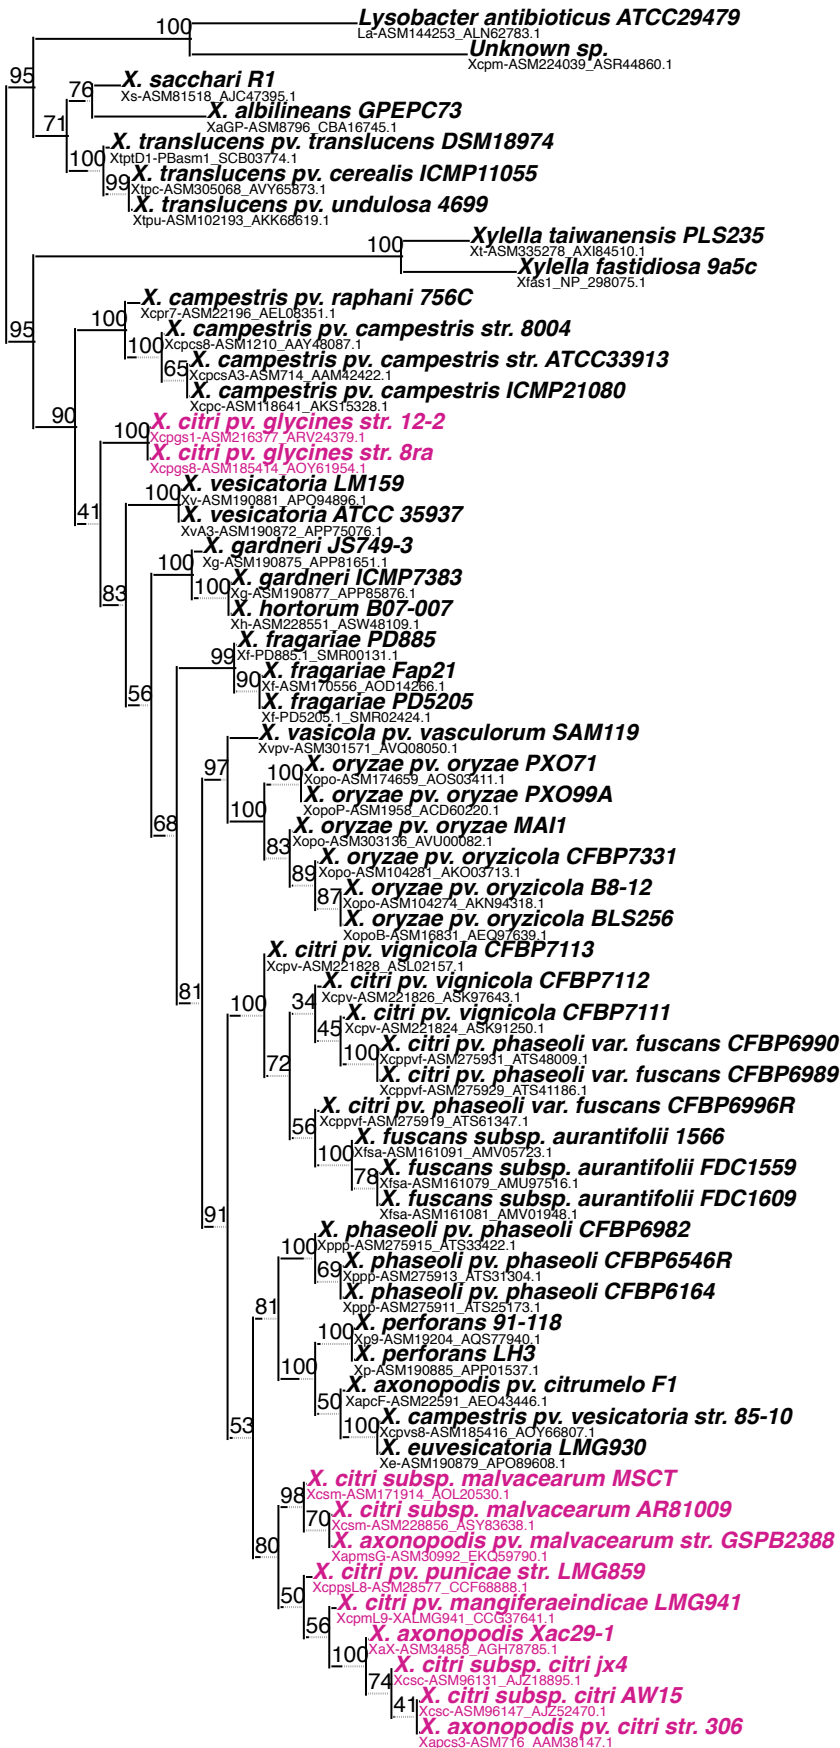 Lysobacter antibioticus ATCC29479
100
La-ASM144253_ALN62783.1
Unknown sp.
Xcpm-ASM224039_ASR44860.1
95
X. sacchari R1
76
Xs-ASM81518_AJC47395.1
X. albilineans GPEPC73
XaGP-ASM8796_CBA16745.1
71
X. translucens pv. translucens DSM18974
XtptD1-PBasm1_SCB03774.1
100
X. translucens pv. cerealis ICMP11055
99
Xtpc-ASM305068_AVY65873.1
X. translucens pv. undulosa 4699
Xtpu-ASM102193_AKK68619.1
Xylella taiwanensis PLS235
100
Xt-ASM335278_AXI84510.1
Xylella fastidiosa 9a5c
Xfas1_NP_298075.1
X. campestris pv. raphani 756C
Xcpr7-ASM22196_AEL08351.1
100
X. campestris pv. campestris str. 8004
95
100
Xcpcs8-ASM1210_AAY48087.1
X. campestris pv. campestris str. ATCC33913
65
XcpcsA3-ASM714_AAM42422.1
X. campestris pv. campestris ICMP21080
Xcpc-ASM118641_AKS15328.1
90
X. citri pv. glycines str. 12-2
100
Xcpgs1-ASM216377_ARV24379.1
X. citri pv. glycines str. 8ra
Xcpgs8-ASM185414_AOY61954.1
X. vesicatoria LM159
100
Xv-ASM190881_APO94896.1
41
X. vesicatoria ATCC 35937
XvA3-ASM190872_APP75076.1
X. gardneri JS749-3
100
Xg-ASM190875_APP81651.1
X. gardneri ICMP7383
100
Xg-ASM190877_APP85876.1
83
X. hortorum B07-007
Xh-ASM228551_ASW48109.1
X. fragariae PD885
99
Xf-PD885.1_SMR00131.1
X. fragariae Fap21
90
Xf-ASM170556_AOD14266.1
56
X. fragariae PD5205
Xf-PD5205.1_SMR02424.1
X. vasicola pv. vasculorum SAM119
Xvpv-ASM301571_AVQ08050.1
97
X. oryzae pv. oryzae PXO71
100
Xopo-ASM174659_AOS03411.1
X. oryzae pv. oryzae PXO99A
XopoP-ASM1958_ACD60220.1
100
68
X. oryzae pv. oryzae MAI1
Xopo-ASM303136_AVU00082.1
83
X. oryzae pv. oryzicola CFBP7331
89
Xopo-ASM104281_AKO03713.1
X. oryzae pv. oryzicola B8-12
87
Xopo-ASM104274_AKN94318.1
X. oryzae pv. oryzicola BLS256
XopoB-ASM16831_AEQ97639.1
X. citri pv. vignicola CFBP7113
Xcpv-ASM221828_ASL02157.1
X. citri pv. vignicola CFBP7112
81
100
34
Xcpv-ASM221826_ASK97643.1
X. citri pv. vignicola CFBP7111
45
Xcpv-ASM221824_ASK91250.1
X. citri pv. phaseoli var. fuscans CFBP6990
100
Xcppvf-ASM275931_ATS48009.1
72
X. citri pv. phaseoli var. fuscans CFBP6989
Xcppvf-ASM275929_ATS41186.1
X. citri pv. phaseoli var. fuscans CFBP6996R
Xcppvf-ASM275919_ATS61347.1
56
X. fuscans subsp. aurantifolii 1566
100
Xfsa-ASM161091_AMV05723.1
X. fuscans subsp. aurantifolii FDC1559
78
Xfsa-ASM161079_AMU97516.1
X. fuscans subsp. aurantifolii FDC1609
Xfsa-ASM161081_AMV01948.1
91
X. phaseoli pv. phaseoli CFBP6982
100
Xppp-ASM275915_ATS33422.1
X. phaseoli pv. phaseoli CFBP6546R
69
Xppp-ASM275913_ATS31304.1
X. phaseoli pv. phaseoli CFBP6164
Xppp-ASM275911_ATS25173.1
81
X. perforans 91-118
100
Xp9-ASM19204_AQS77940.1
X. perforans LH3
100
Xp-ASM190885_APP01537.1
X. axonopodis pv. citrumelo F1
50
XapcF-ASM22591_AEO43446.1
X. campestris pv. vesicatoria str. 85-10
100
Xcpvs8-ASM185416_AOY66807.1
53
X. euvesicatoria LMG930
Xe-ASM190879_APO89608.1
X. citri subsp. malvacearum MSCT
98
Xcsm-ASM171914_AOL20530.1
X. citri subsp. malvacearum AR81009
70
Xcsm-ASM228856_ASY83638.1
X. axonopodis pv. malvacearum str. GSPB2388
80
XapmsG-ASM30992_EKQ59790.1
X. citri pv. punicae str. LMG859
XcppsL8-ASM28577_CCF68888.1
50
X. citri pv. mangiferaeindicae LMG941
56
XcpmL9-XALMG941_CCG37641.1
X. axonopodis Xac29-1
100
XaX-ASM34858_AGH78785.1
X. citri subsp. citri jx4
74
Xcsc-ASM96131_AJZ18895.1
X. citri subsp. citri AW15
41
Xcsc-ASM96147_AJZ52470.1
X. axonopodis pv. citri str. 306
Xapcs3-ASM716_AAM38147.1